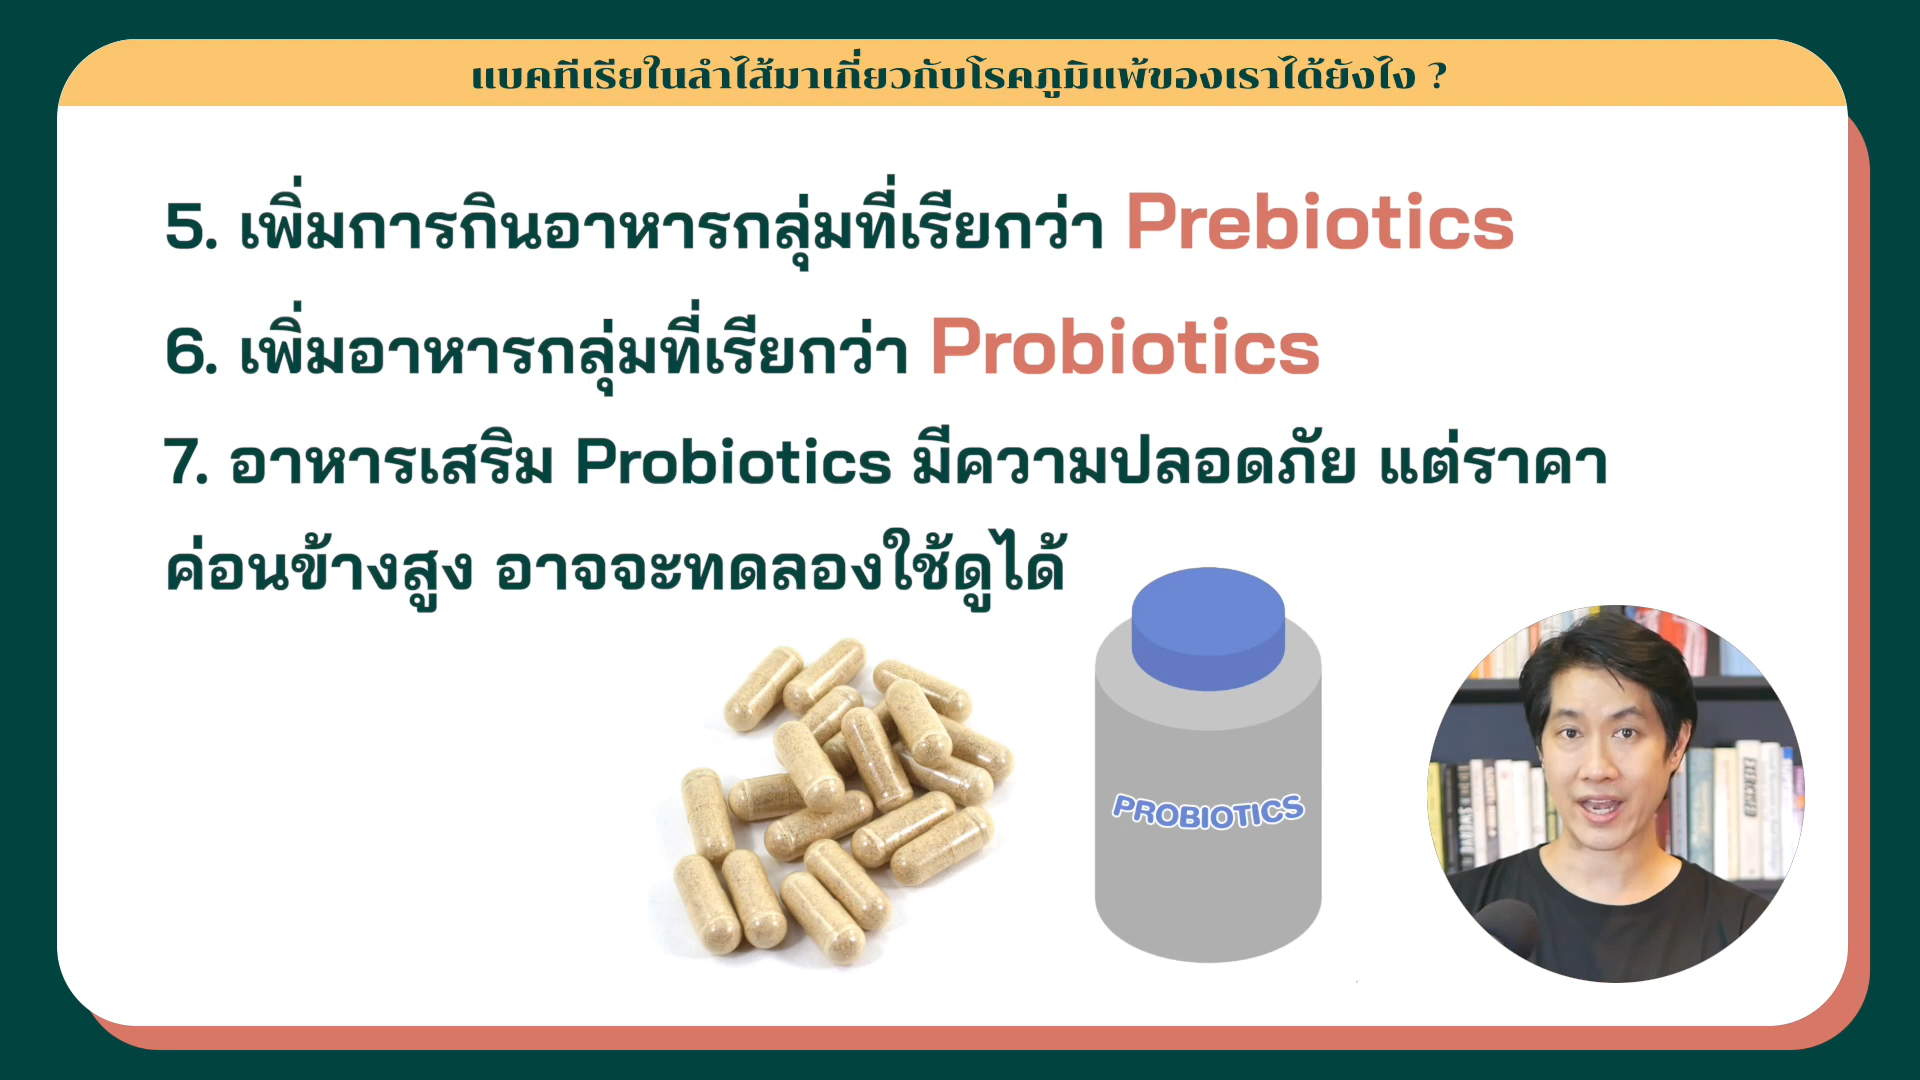 แบคทีเรียในลำไส้มาเกี่ยวกับโรคภูมิแพ้ของเราได้ยังไง ?
5. เพิ่มการกินอาหารกลุ่มที่เรียกว่า Prebiotics
6. เพิ่มอาหารกลุ่มที่เรียกว่า Probiotics
7. อาหารเสริม Probiotics มีความปลอดภัย แต่ราคา
ค่อนข้างสูง อาจจะทดลองใช้ดูได้
PROBIOTICS